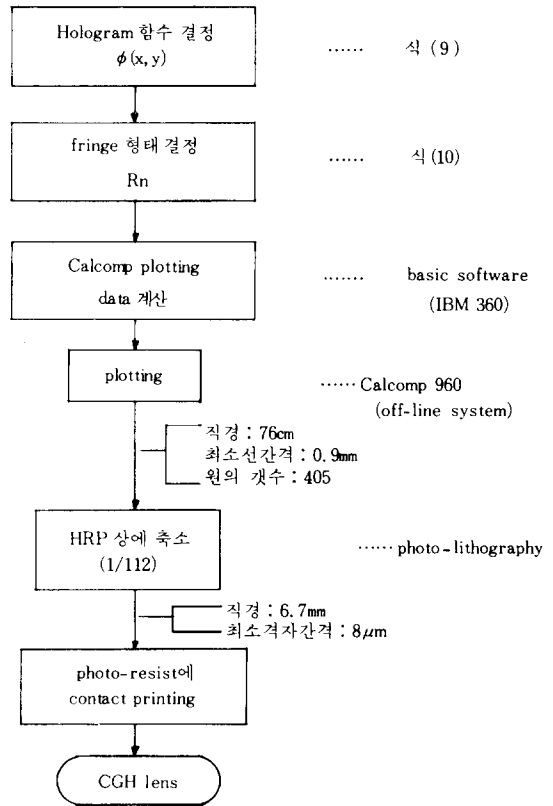 Hologram 함수 결정
ϕ(x,y)
······ 식 (9)
fringe 형태 결정
Rn
······ 식 (10)
Calcomp plotting
data 계산
······· basic software
(IBM 360)
plotting
······ Calcomp 960
(off-line system)
직경 : 76cm
최소선간격 : 0.9mm
원의 갯수 : 405
HRP 상에 축소
(1/112)
······ photo-lithography
직경 : 6.7mm
최소격자간격 : 8μm
photo-resist에
contact printing
CGH lens